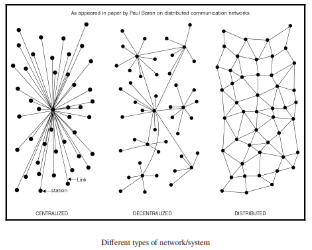 As appeared in paper by Paul Baran on distributed communication networks
Link
station
CENTRALIZED DECENTRALIZED DISTRIBUTED
Different types of network/system